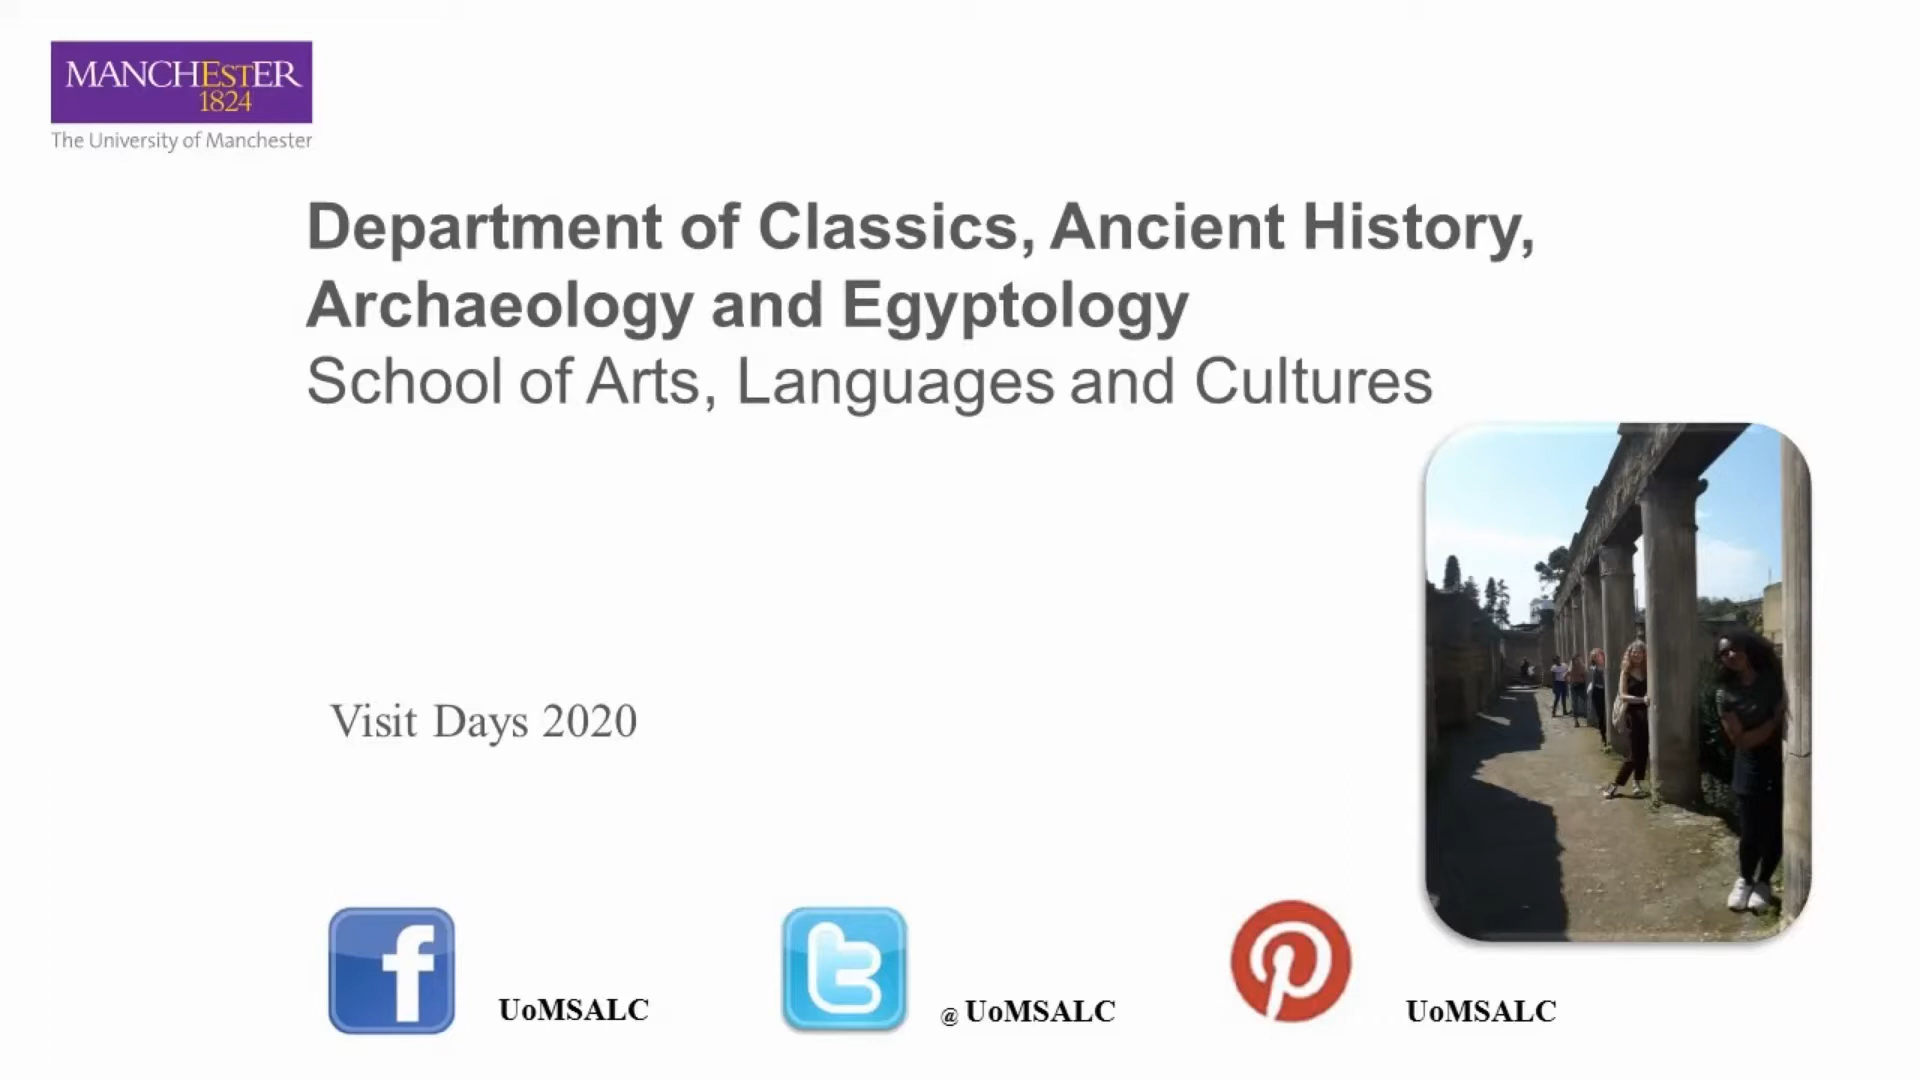 MANCHESTER
1824
The University of Manchester
Department of Classics, Ancient History,
Archaeology and Egyptology
School of Arts, Languages and Cultures
Visit Days 2020
UoMSALC
@UoMSALC
UoMSALC